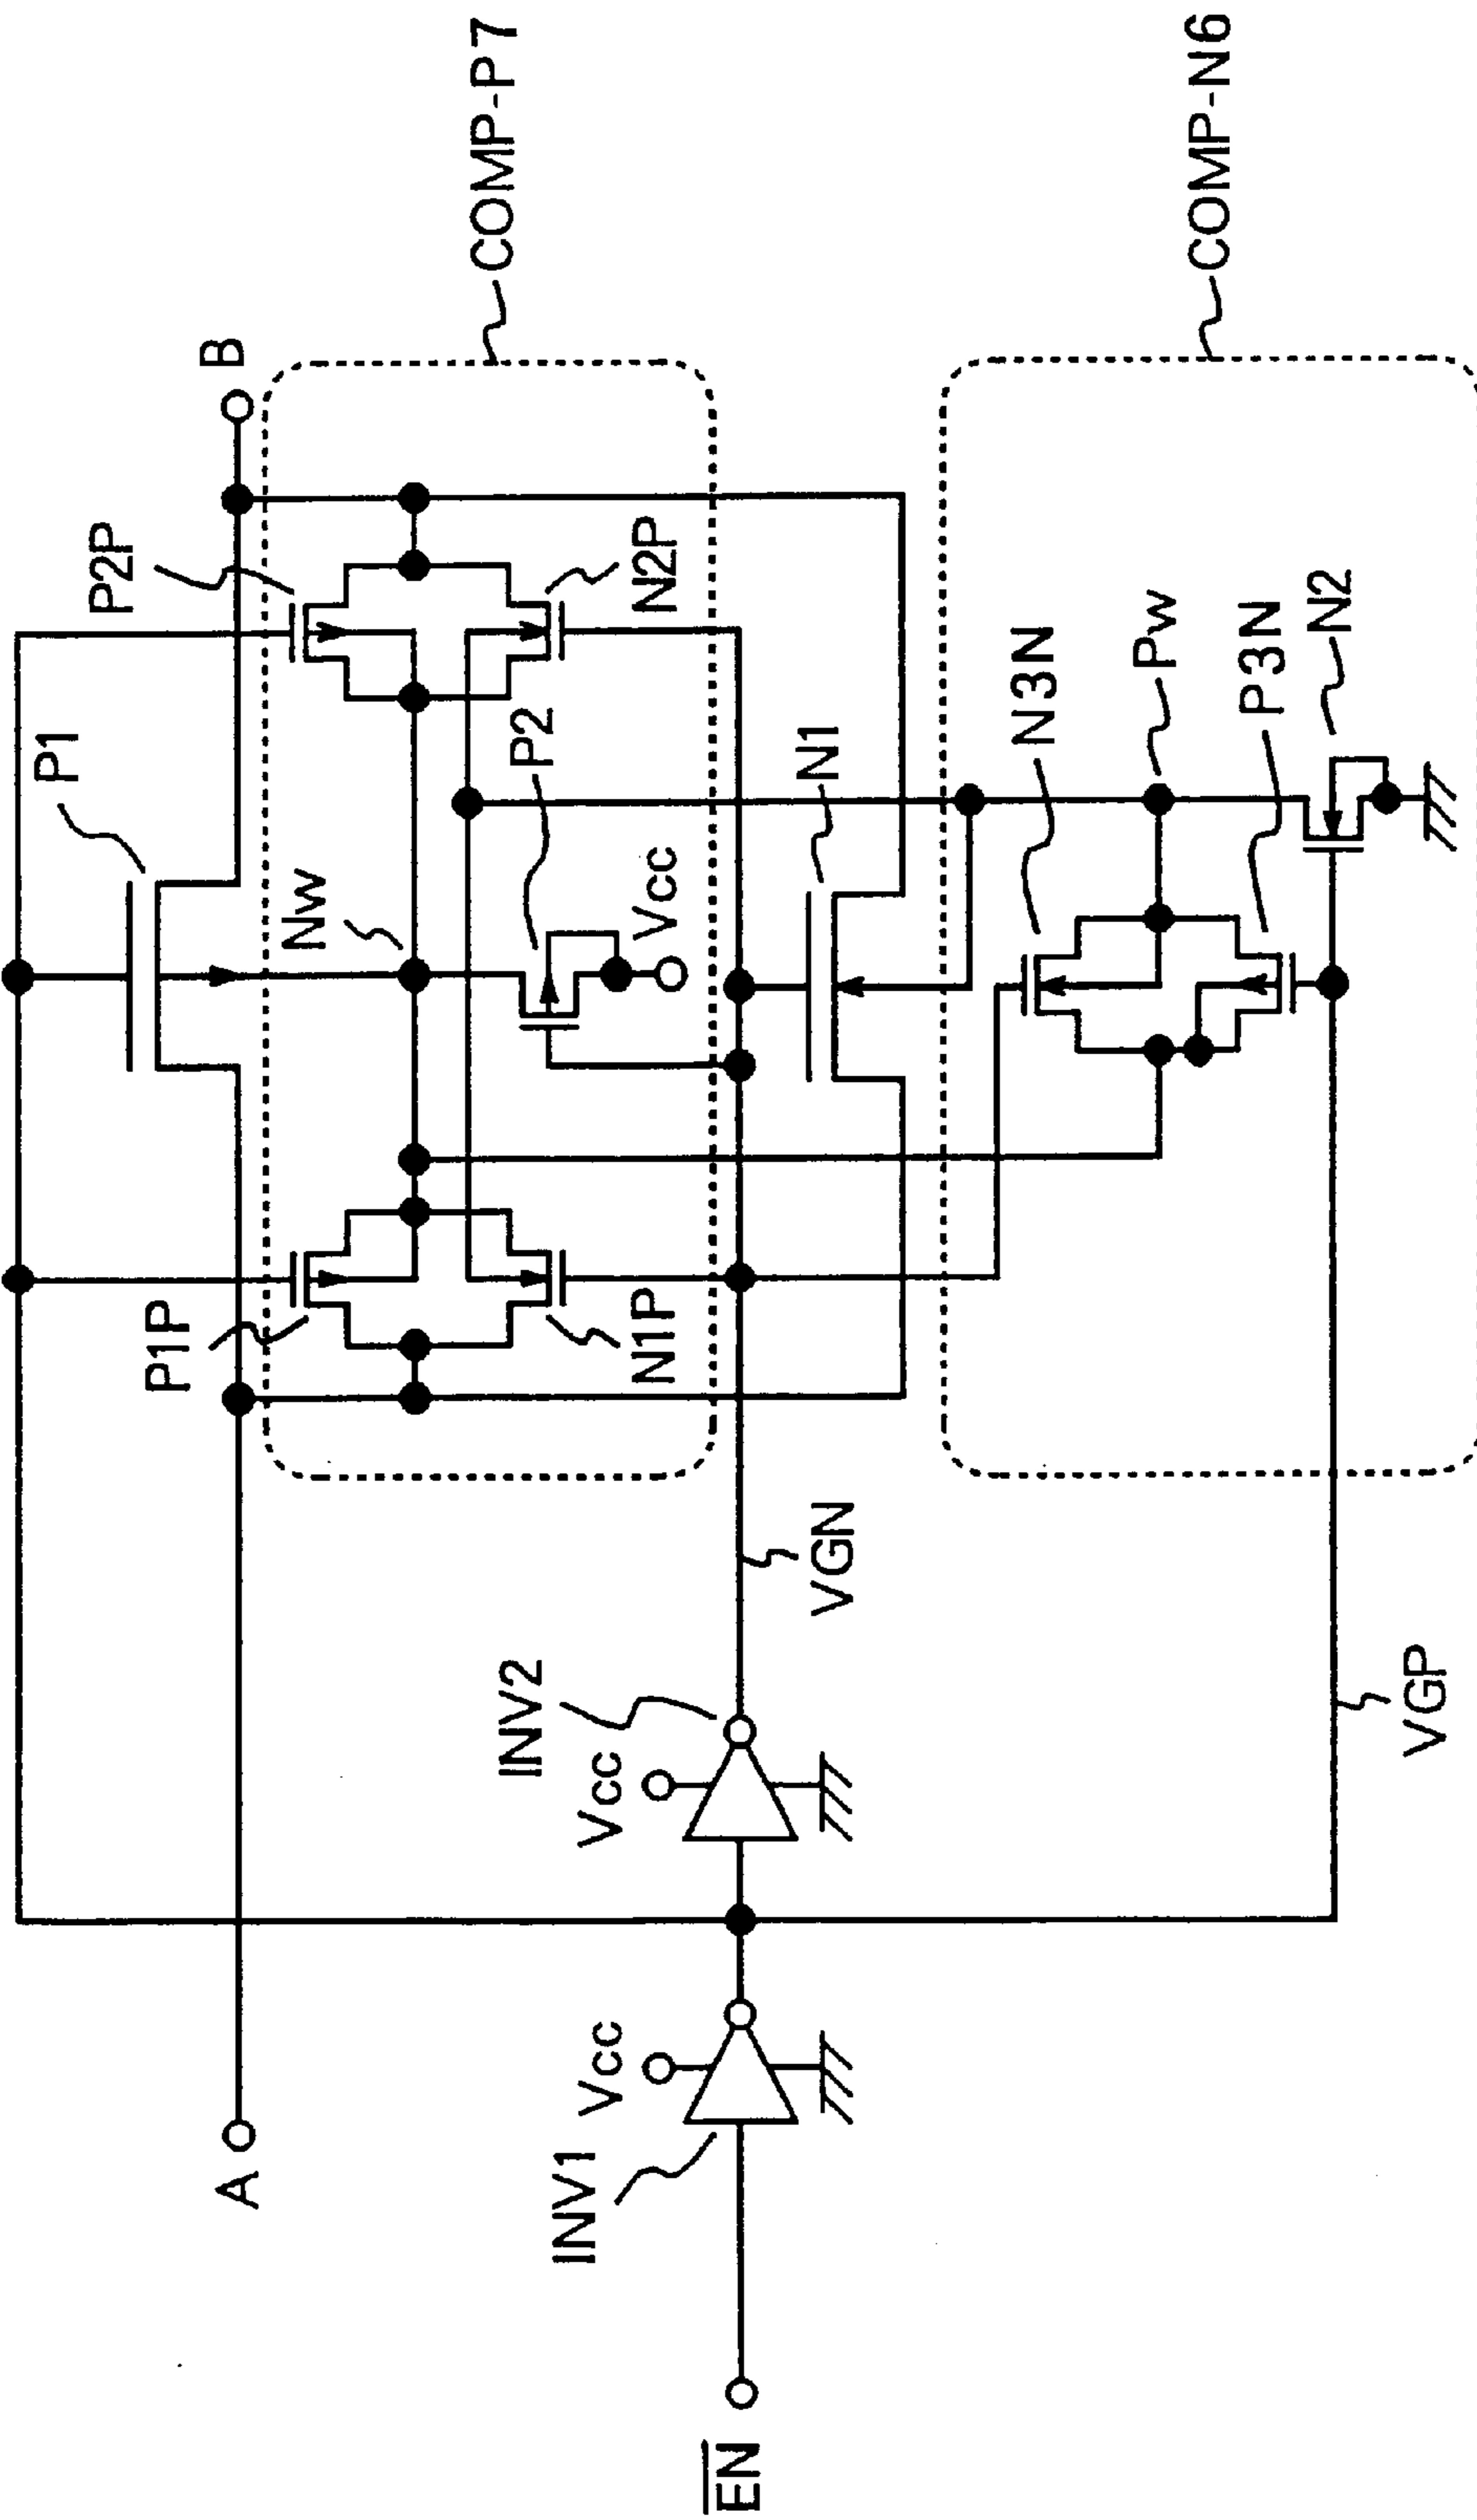 P1
P2P
B
COMP-P7
Nw
P1P
P2
Vcc
N2P
N1P
A
INV2
Vcc
VGN
N1
INV1
Vcc
EN
N3N
Pw
P3N
N2
COMP-N6
VGP